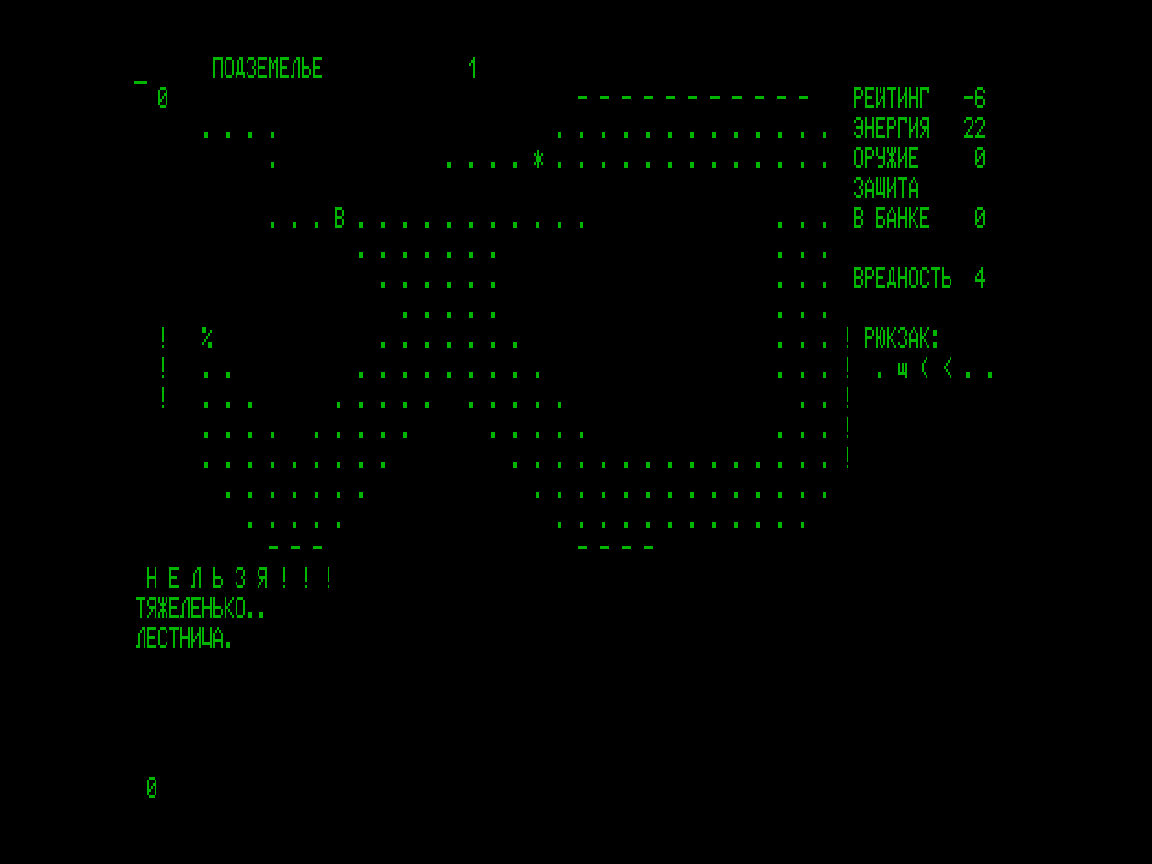 ПОДЗЕМЕЛЬЕ 1
0 - - - - - - - - - - - РЕЙТИНГ -6
. . . . . . . . . . . . . . . . . ЭНЕРГИЯ 22
. . . . . * . . . . . . . . . . . . . ОРУЖИЕ 0
ЗАЩИТА
. . . В . . . . . . . . . . . . . . В БАНКЕ 0
. . . . . . . . . .
. . . . . . . . . ВРЕДНОСТЬ 4
. . . . . . . .
! % . . . . . . . . . . ! РЮКЗАК:
! . . . . . . . . . . . . . . ! . щ ( < . .
! . . . . . . . . . . . . . . . !
. . . . . . . . . . . . . . . . . !
. . . . . . . . . . . . . . . . . . . . . . . . !
. . . . . . . . . . . . . . . . . . . . .
. . . . . . . . . . . . . . . . .
- - - - - - -
Н Е Л Ь З Я ! ! !
ТЯЖЕЛЕНЬКО..
ЛЕСТНИЦА.
0